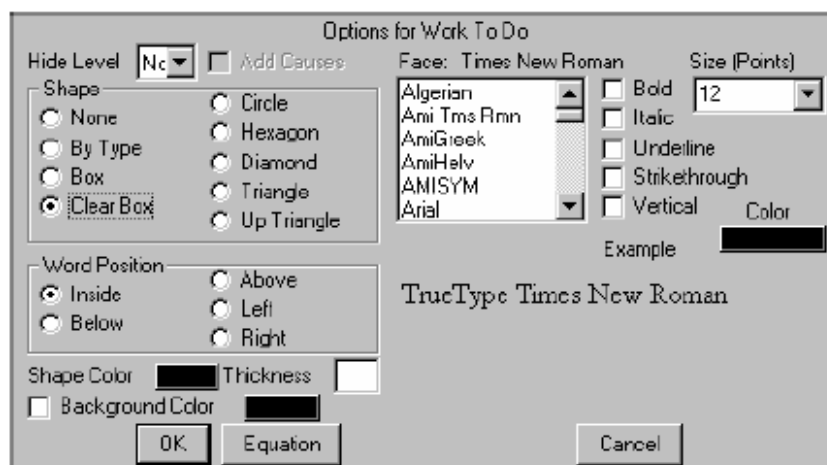 Options for Work To Do
Hide Level No Add Causes
Face: Times New Roman
Size (Points)
12
Shape
None
By Type
Box
Clear Box
Circle
Hexagon
Diamond
Triangle
Up Triangle
Algerian
Ami Tms Rmn
AmiGreek
AmiHelv
AMISYM
Arial
Bold
Italic
Underline
Strikethrough
Vertical
Color
Example
TrueType Times New Roman
Word Position
Inside
Below
Above
Left
Right
Shape Color Thickness
Background Color
OK Equation Cancel